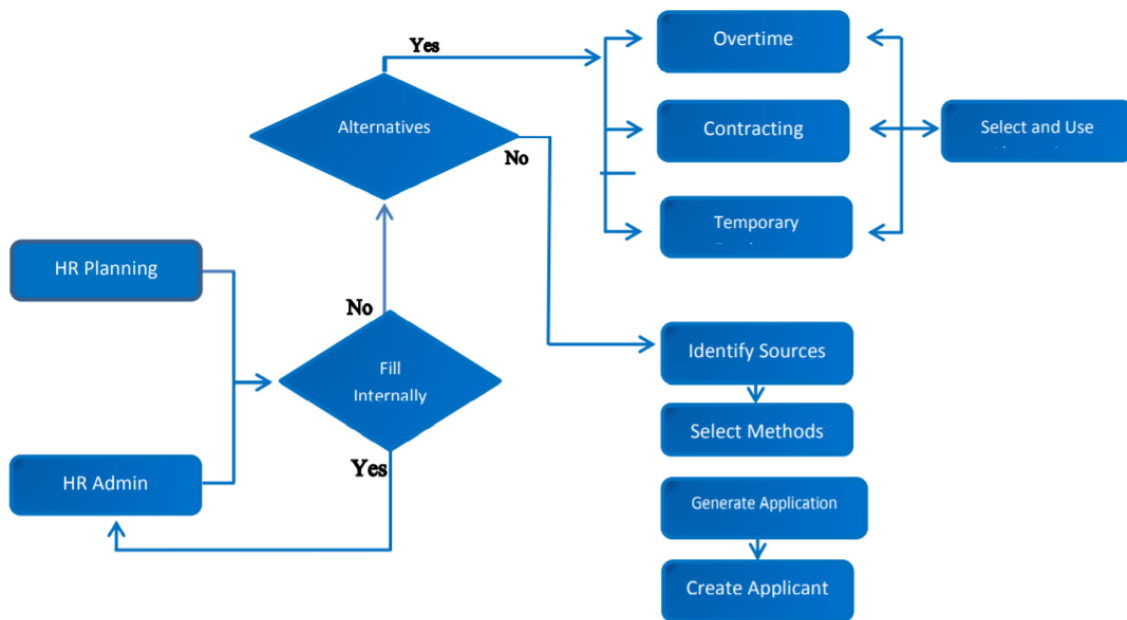 Yes
Overtime
Alternatives
Contracting
Select and Use
No
Temporary
HR Planning
No
Fill
Internally
Identify Sources
Select Methods
Yes
HR Admin
Generate Application
Create Applicant